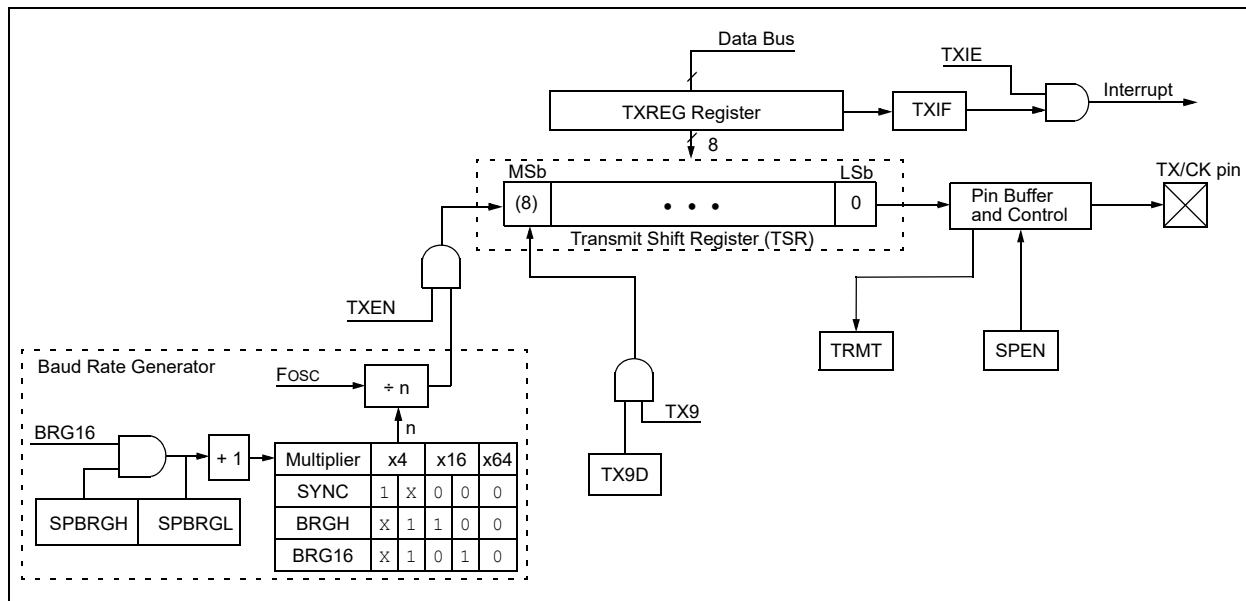 Data Bus
TXIE
Interrupt
TXREG Register
TXIF
8
MSb
LSb
TX/CK pin
(8)
• • •
0
Pin Buffer
and Control
Transmit Shift Register (TSR)
TXEN
TRMT
SPEN
Baud Rate Generator
FOSC
÷ n
n
TX9
BRG16
+ 1
Multiplier x4 x16 x64
TX9D
SYNC 1 X 0 0 0
SPBRGH SPBRGL
BRGH X 1 1 0 0
BRG16 X 1 0 1 0